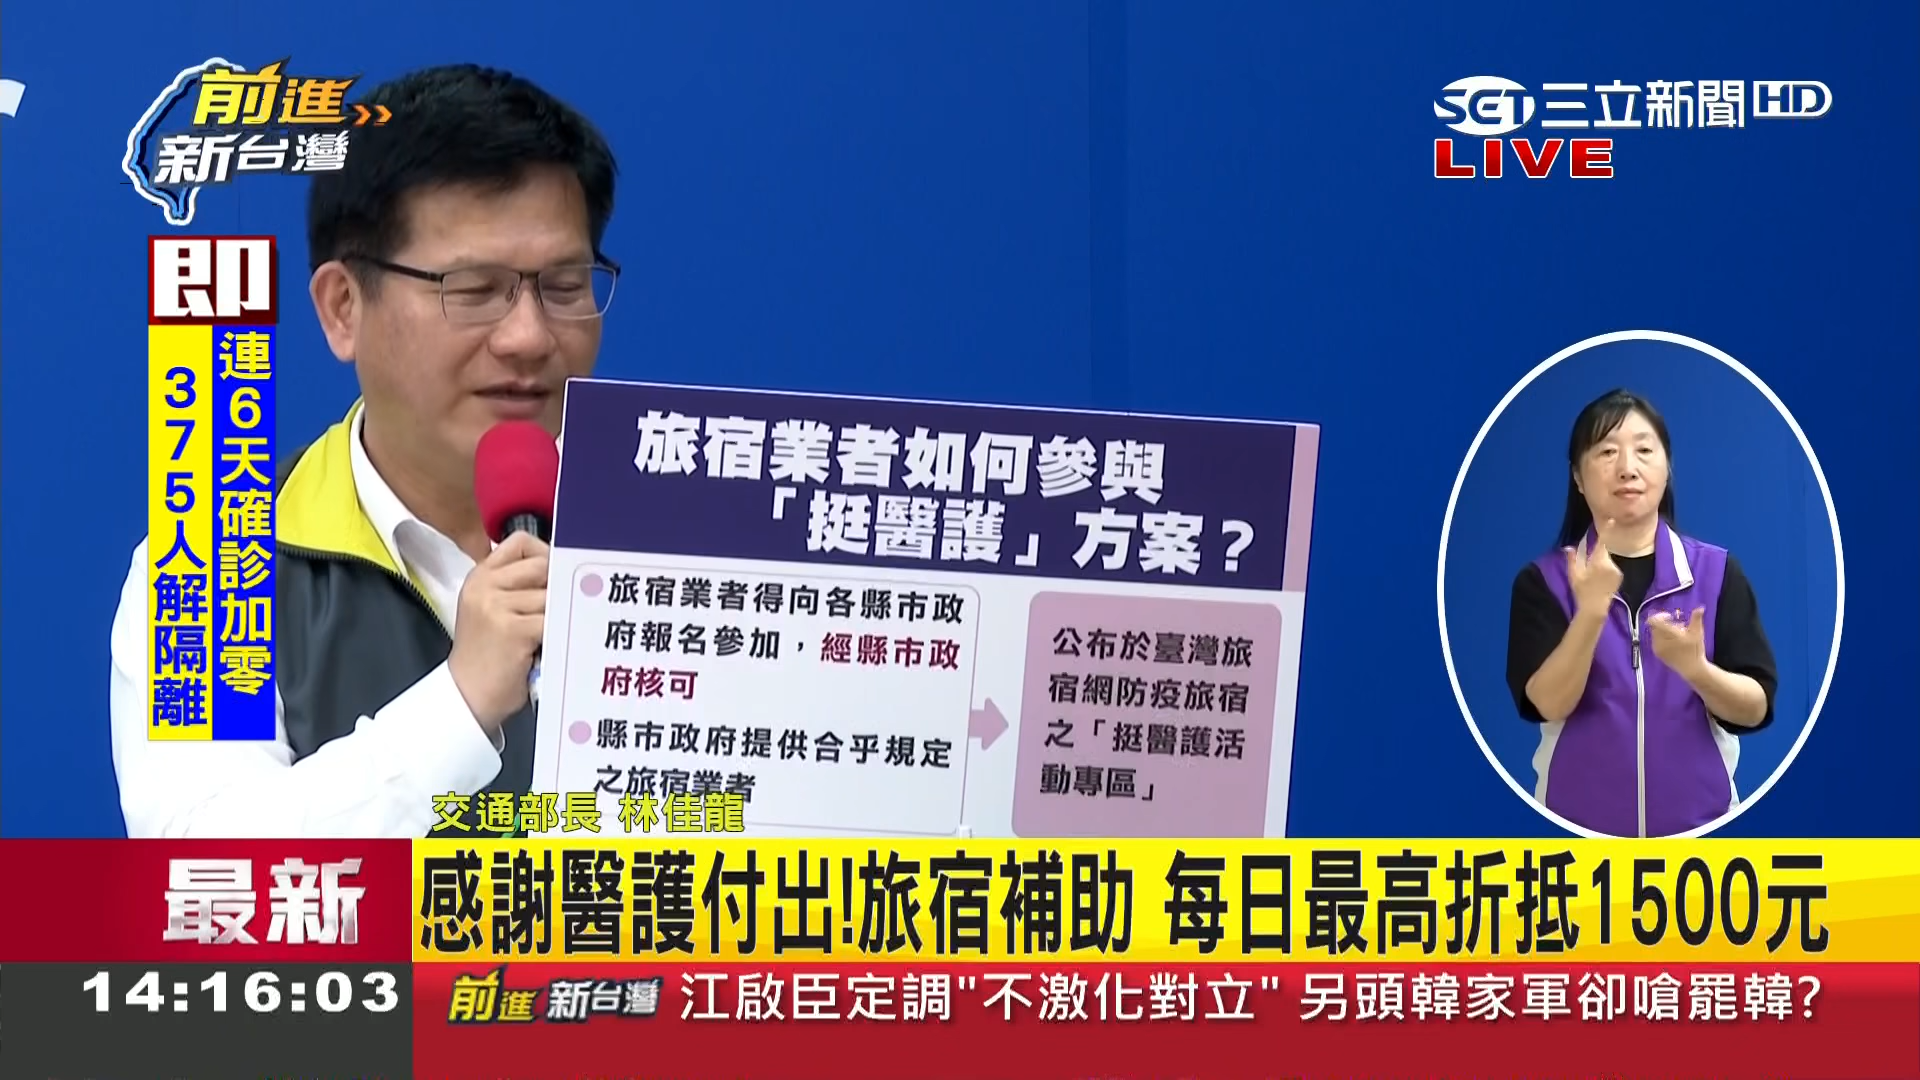 前進
新台灣
SET三立新聞HD
LIVE
即
連6天確診加零
375人解隔離
旅宿業者如何參與
「挺醫護」方案？
旅宿業者得向各縣市政
府報名參加，經縣市政
府核可
縣市政府提供合乎規定
之旅宿業者
公布於臺灣旅
宿網防疫旅宿
之「挺醫護活
動專區」
交通部長 林佳龍
最新
感謝醫護付出!旅宿補助 每日最高折抵1500元
14:16:03
前進新台灣
江啟臣定調"不激化對立" 另頭韓家軍卻嗆罷韓?